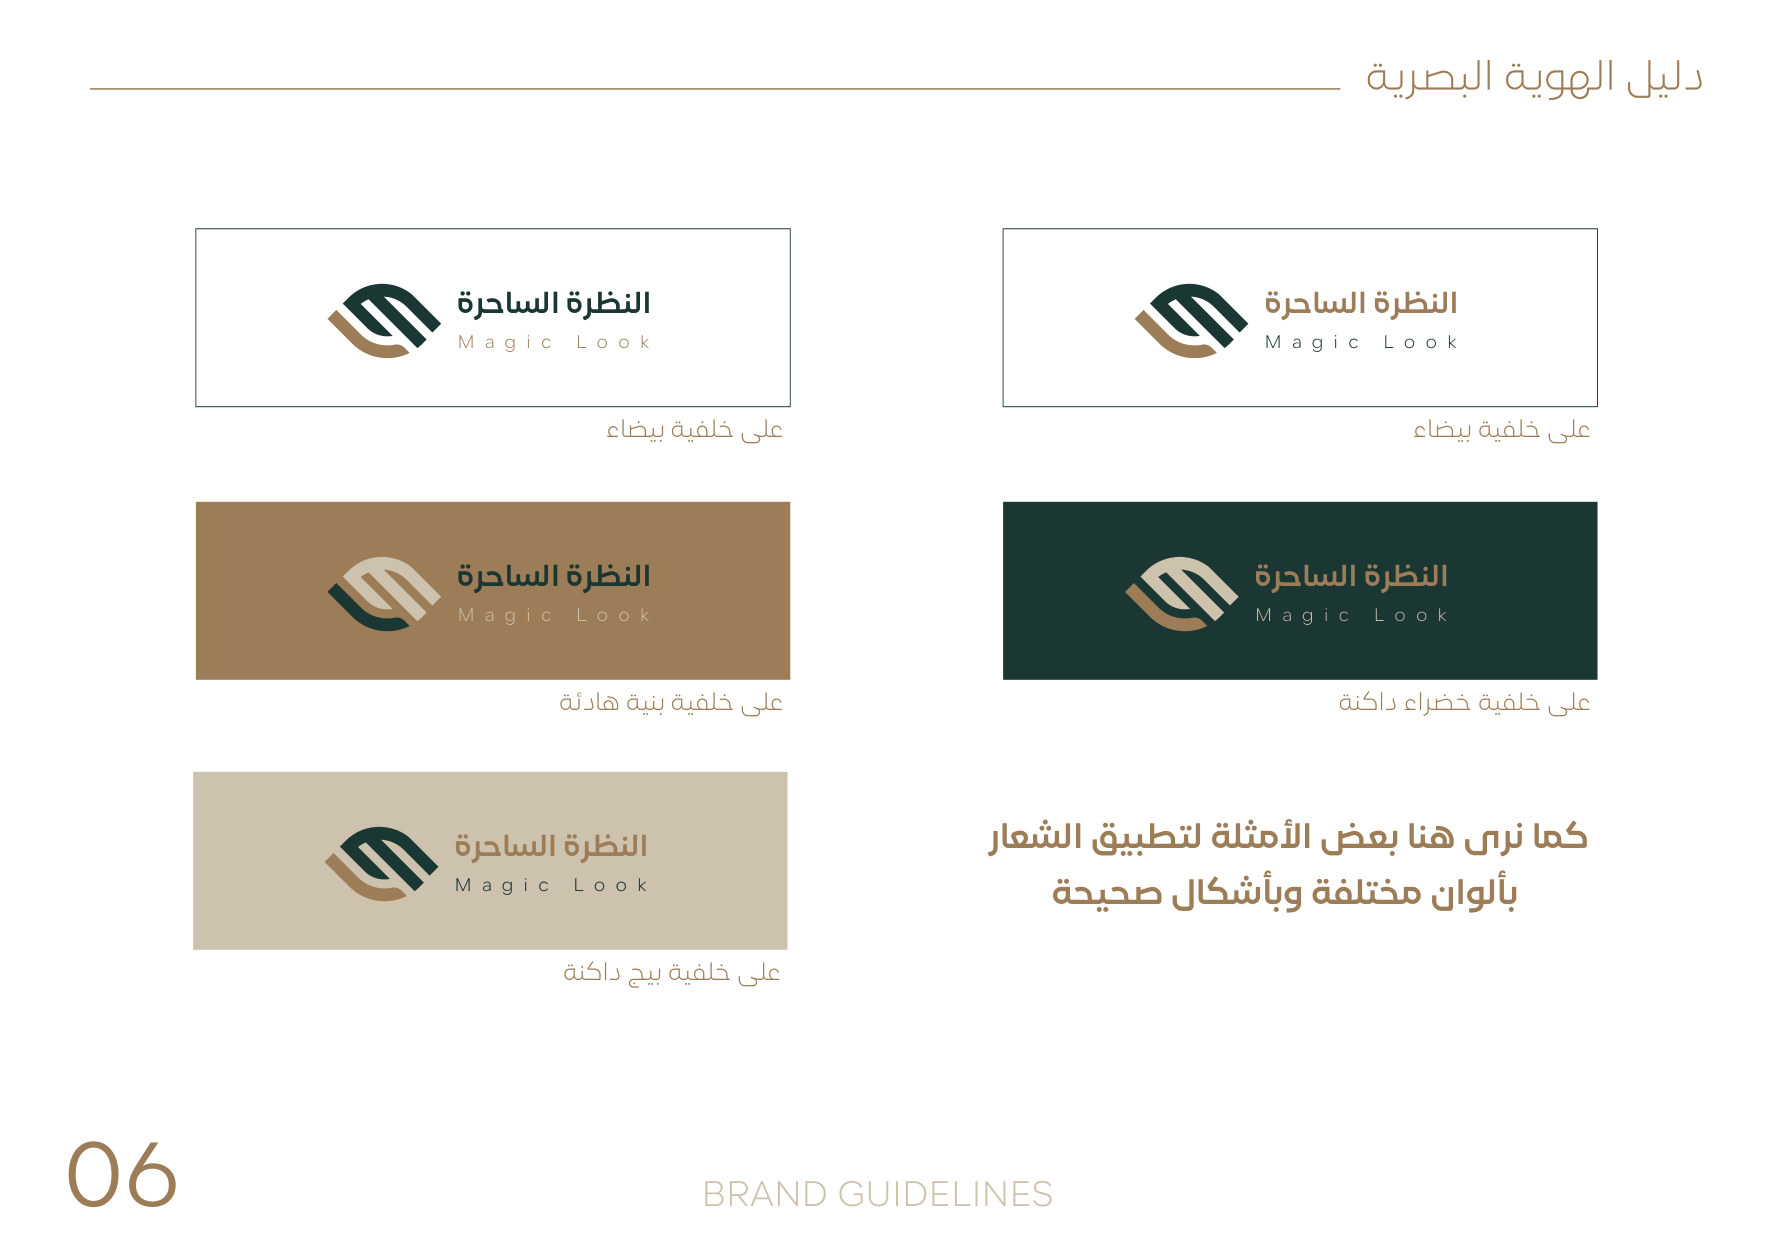 دليل الهوية البصرية
النظرة الساحرة
Magic Look
على خلفية بيضاء
النظرة الساحرة
Magic Look
على خلفية بيضاء
النظرة الساحرة
Magic Look
على خلفية خضراء داكنة
النظرة الساحرة
Magic Look
على خلفية بنية هادئة
كما نرى هنا بعض الأمثلة لتطبيق الشعار
بألوان مختلفة وبأشكال صحيحة
النظرة الساحرة
Magic Look
على خلفية بيج داكنة
06
BRAND GUIDELINES